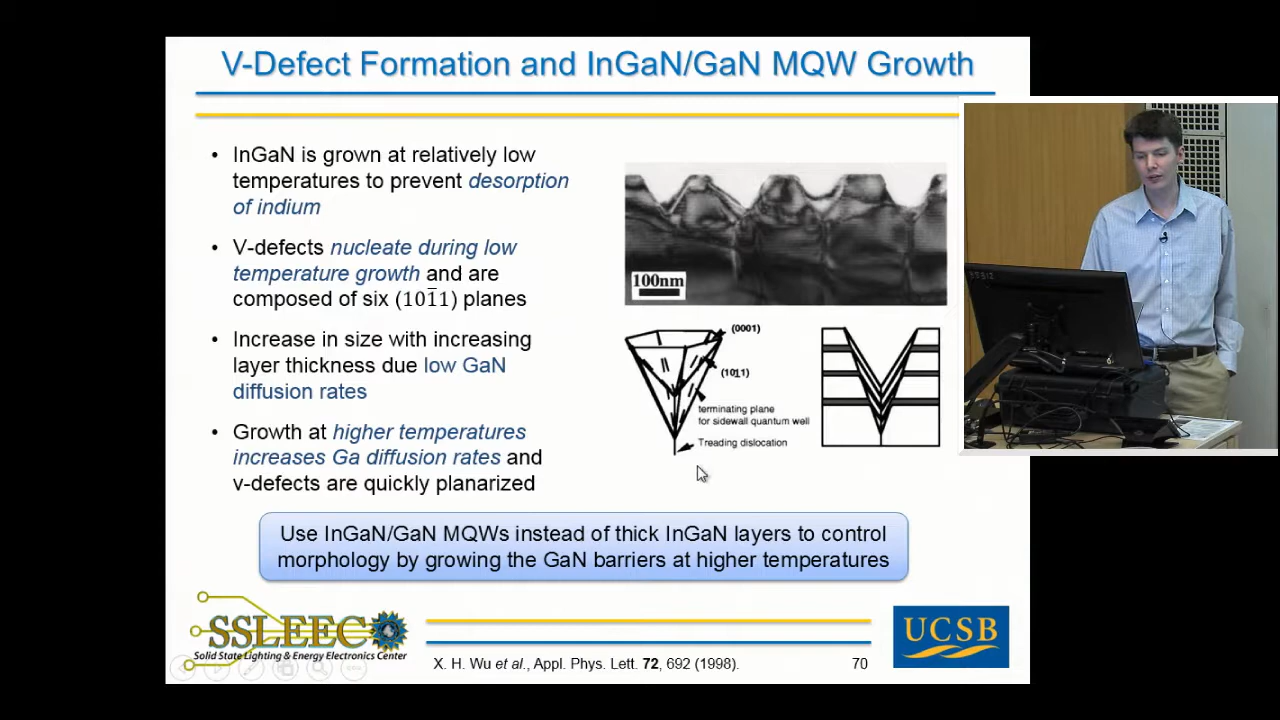 V-Defect Formation and InGaN/GaN MQW Growth
• InGaN is grown at relatively low
temperatures to prevent desorption
of indium
• V-defects nucleate during low
temperature growth and are
composed of six (101̅1) planes
• Increase in size with increasing
layer thickness due low GaN
diffusion rates
• Growth at higher temperatures
increases Ga diffusion rates and
v-defects are quickly planarized
100nm
(0001)
(1011)
terminating plane
for sidewall quantum well
Treading dislocation
Use InGaN/GaN MQWs instead of thick InGaN layers to control
morphology by growing the GaN barriers at higher temperatures
SSLEEC
Solid State Lighting & Energy Electronics Center
X. H. Wu et al., Appl. Phys. Lett. 72, 692 (1998).
70
UCSB